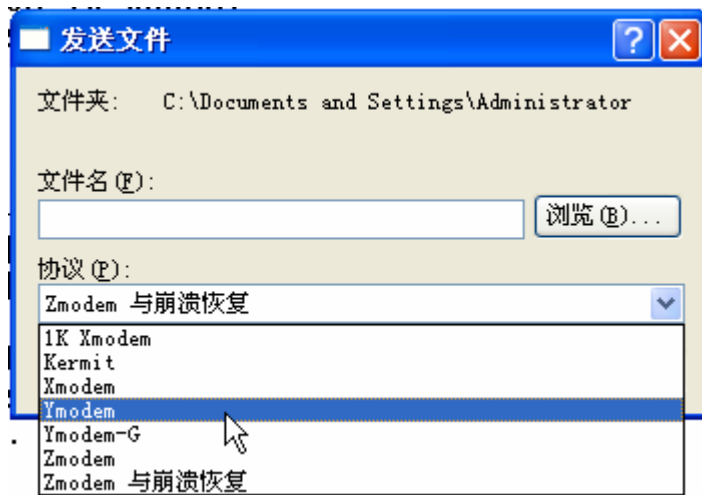 发送文件
文件夹: C:\Documents and Settings\Administrator
文件名(F):
浏览(B)...
协议(P):
Zmodem 与崩溃恢复
1K Xmodem
Kermit
Xmodem
Ymodem
Ymodem-G
Zmodem
Zmodem 与崩溃恢复